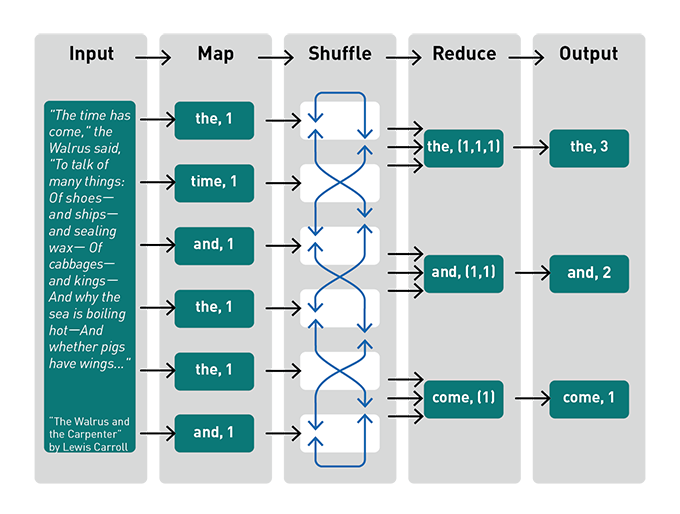 Input
Map
Shuffle
Reduce
Output
"The time has
come," the
Walrus said,
"To talk of
many things:
Of shoes—
and ships—
and sealing
wax— Of
cabbages—
and kings—
And why the
sea is boiling
hot—And
whether pigs
have wings..."
"The Walrus and
the Carpenter"
by Lewis Carroll
the, 1
time, 1
and, 1
the, 1
the, 1
and, 1
the, (1,1,1)
and, (1,1)
come, (1)
the, 3
and, 2
come, 1